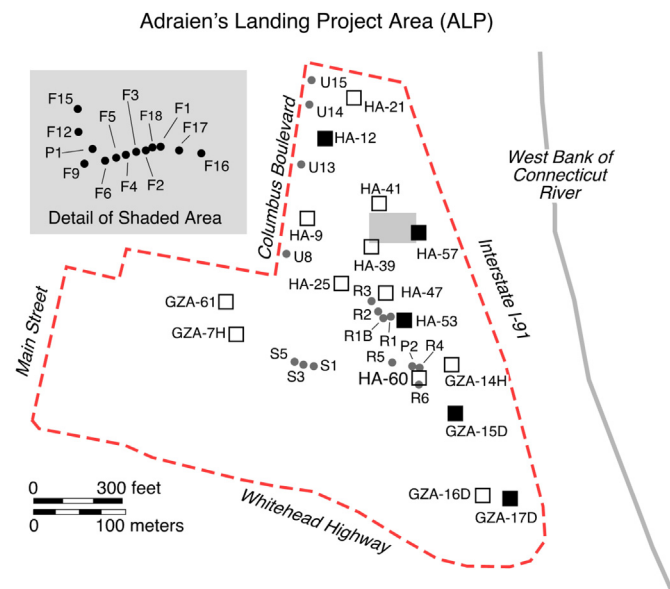 Adraien's Landing Project Area (ALP)
F15
F12
P1
F9
F5
F3
F18
F1
F17
F6
F4
F2
F16
Detail of Shaded Area
Columbus Boulevard
U15
U14
HA-21
HA-12
U13
HA-41
HA-9
HA-57
HA-39
U8
HA-25
R3
HA-47
GZA-61
R2
HA-53
GZA-7H
R1B
R1
P2
R4
S5
S3
S1
R5
HA-60
R6
GZA-14H
GZA-15D
GZA-16D
GZA-17D
Main Street
Interstate I-91
West Bank of
Connecticut
River
Whitehead Highway
0 300 feet
0 100 meters